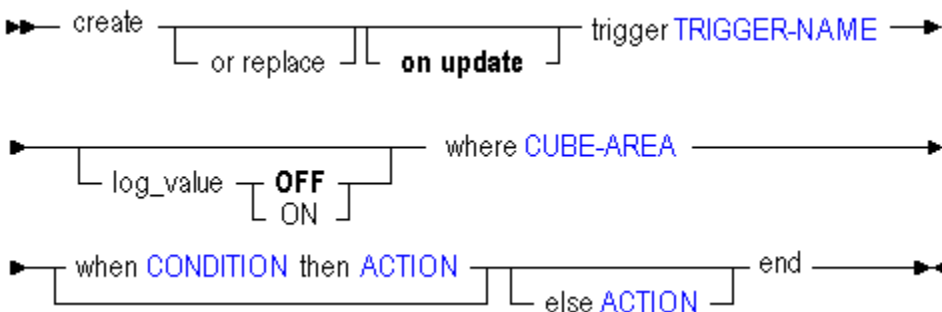 create trigger TRIGGER-NAME
or replace on update
where CUBE-AREA
log_value OFF
ON
when CONDITION then ACTION end
else ACTION